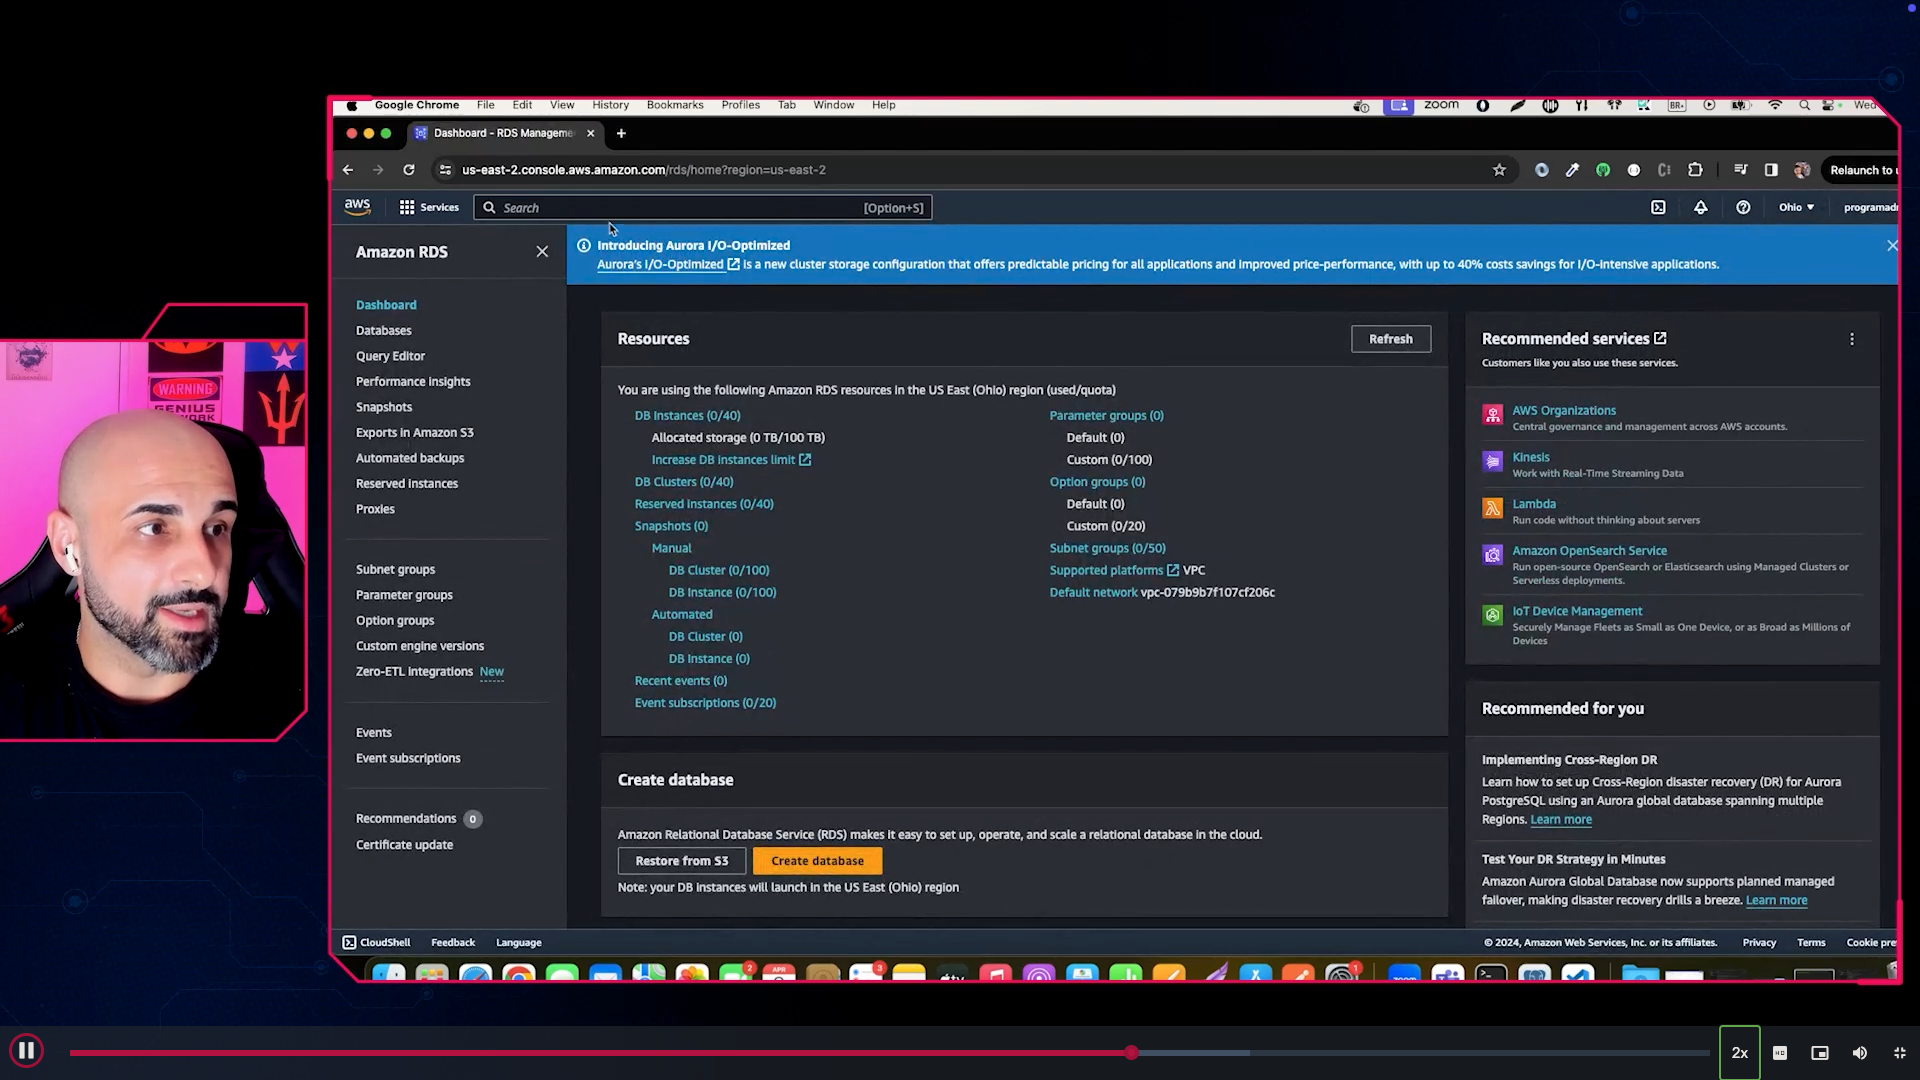 Google Chrome File Edit View History Bookmarks Profiles Tab Window Help
zoom BR Wed
Dashboard - RDS Manageme
us-east-2.console.aws.amazon.com/rds/home?region=us-east-2
Relaunch to u
aws Services Search [Option+S] Ohio programadr
WARNING
GENIUS
WORK
Amazon RDS
Dashboard
Databases
Query Editor
Performance insights
Snapshots
Exports in Amazon S3
Automated backups
Reserved instances
Proxies
Subnet groups
Parameter groups
Option groups
Custom engine versions
Zero-ETL integrations New
Events
Event subscriptions
Recommendations 0
Certificate update
Introducing Aurora I/O-Optimized
Aurora's I/O-Optimized is a new cluster storage configuration that offers predictable pricing for all applications and improved price-performance, with up to 40% costs savings for I/O-intensive applications.
Resources
Refresh
You are using the following Amazon RDS resources in the US East (Ohio) region (used/quota)
DB Instances (0/40)
Allocated storage (0 TB/100 TB)
Increase DB instances limit
DB Clusters (0/40)
Reserved instances (0/40)
Snapshots (0)
Manual
DB Cluster (0/100)
DB Instance (0/100)
Automated
DB Cluster (0)
DB Instance (0)
Recent events (0)
Event subscriptions (0/20)
Parameter groups (0)
Default (0)
Custom (0/100)
Option groups (0)
Default (0)
Custom (0/20)
Subnet groups (0/50)
Supported platforms VPC
Default network vpc-079b9b7f107cf206c
Create database
Amazon Relational Database Service (RDS) makes it easy to set up, operate, and scale a relational database in the cloud.
Restore from S3 Create database
Note: your DB instances will launch in the US East (Ohio) region
Recommended services
Customers like you also use these services.
AWS Organizations
Central governance and management across AWS accounts.
Kinesis
Work with Real-Time Streaming Data
Lambda
Run code without thinking about servers
Amazon OpenSearch Service
Run open-source OpenSearch or Elasticsearch using Managed Clusters or
Serverless deployments.
IoT Device Management
Securely Manage Fleets as Small as One Device, or as Broad as Millions of
Devices
Recommended for you
Implementing Cross-Region DR
Learn how to set up Cross-Region disaster recovery (DR) for Aurora
PostgreSQL using an Aurora global database spanning multiple
Regions. Learn more
Test Your DR Strategy in Minutes
Amazon Aurora Global Database now supports planned managed
failover, making disaster recovery drills a breeze. Learn more
CloudShell Feedback Language
© 2024, Amazon Web Services, Inc. or its affiliates. Privacy Terms Cookie pre
2 APR 3 tv 1 zoom
2x HD